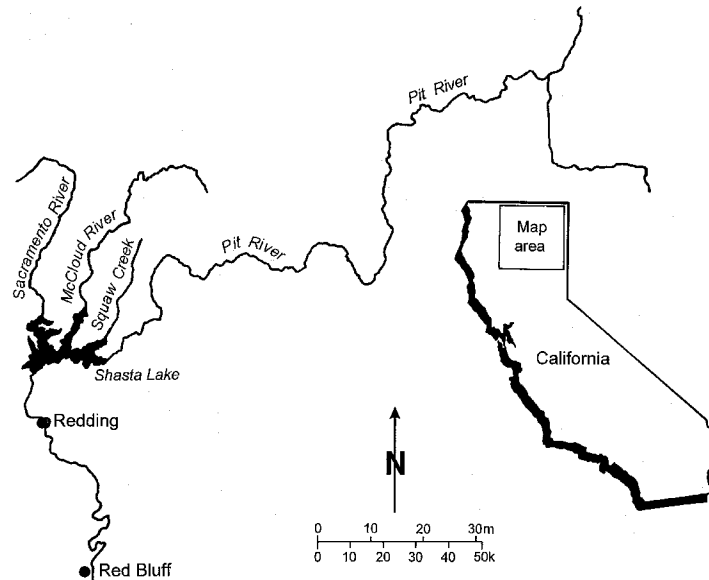 Pit River
Sacramento River
McCloud River
Squaw Creek
Pit River
Map
area
Shasta Lake
California
Redding
N
0 10 20 30m
0 10 20 30 40 50k
Red Bluff